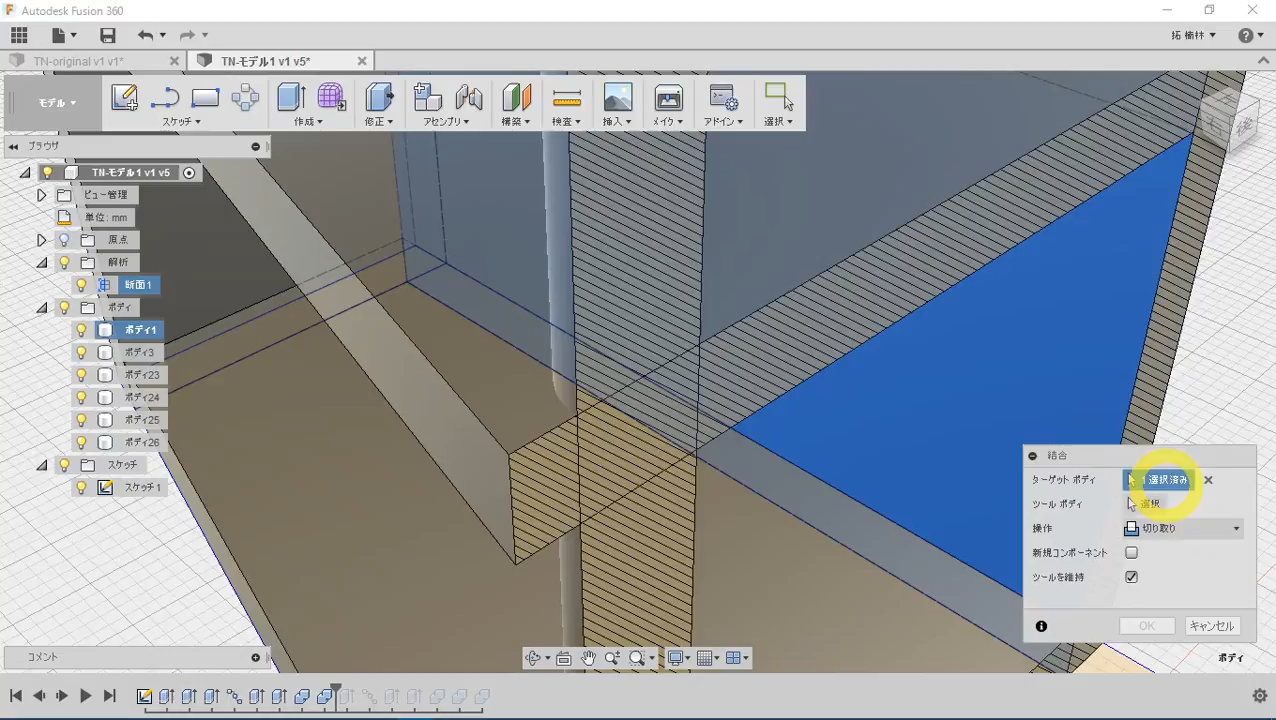 Autodesk Fusion 360
拓 楡林
TN-original v1 v1*
TN-モデル1 v1 v5*
モデル
スケッチ
作成
修正
アセンブリ
構築
検査
挿入
メイク
アドイン
選択
ブラウザ
TN-モデル1 v1 v5
ビュー管理
単位: mm
原点
解析
断面1
ボディ
ボディ1
ボディ3
ボディ23
ボディ24
ボディ25
ボディ26
スケッチ
スケッチ1
右
後
結合
ターゲット ボディ
1 選択済み
ツール ボディ
選択
操作
切り取り
新規コンポーネント
ツールを維持
OK
キャンセル
コメント
ボディ